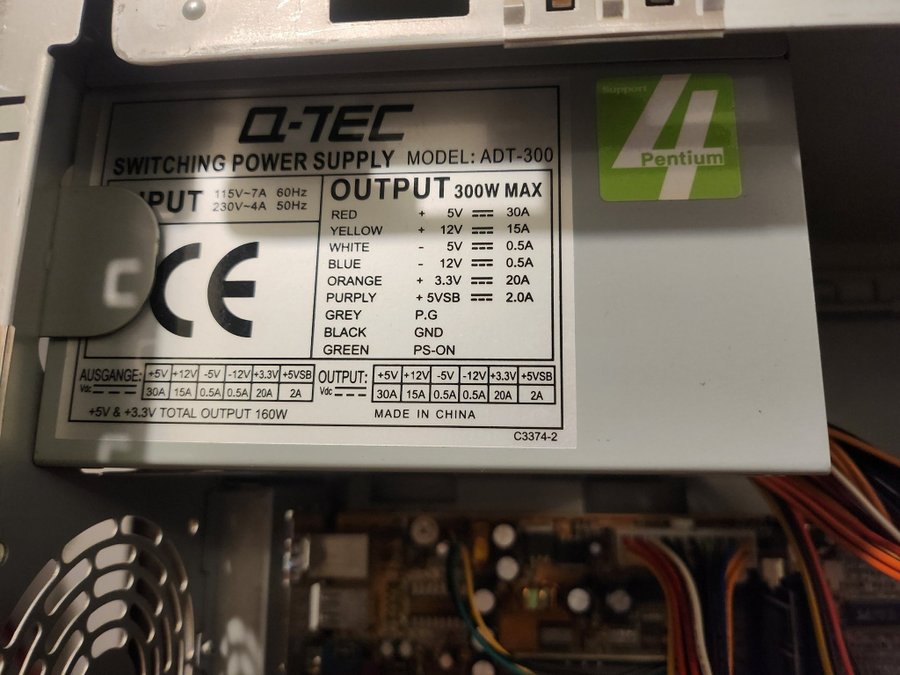 Q-TEC
SWITCHING POWER SUPPLY MODEL: ADT-300
115V~7A 60Hz
230V~4A 50Hz
CE
OUTPUT 300W MAX
RED + 5V 30A
YELLOW + 12V 15A
WHITE - 5V 0.5A
BLUE - 12V 0.5A
ORANGE + 3.3V 20A
PURPLY + 5VSB 2.0A
GREY P.G
BLACK GND
GREEN PS-ON
AUSGANGE: +5V +12V -5V -12V +3.3V +5VSB
Vdc 30A 15A 0.5A 0.5A 20A 2A
OUTPUT: +5V +12V -5V -12V +3.3V +5VSB
Vdc 30A 15A 0.5A 0.5A 20A 2A
+5V & +3.3V TOTAL OUTPUT 160W
MADE IN CHINA
C3374-2
Support
4
Pentium